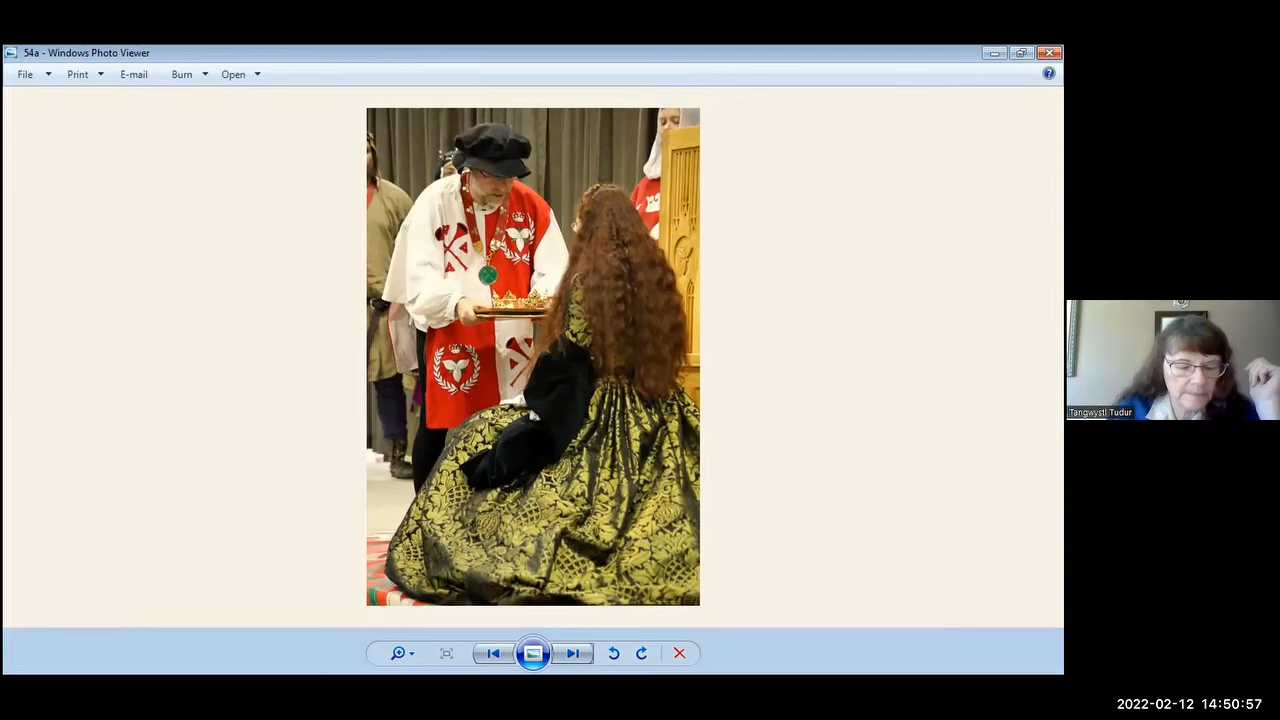 54a - Windows Photo Viewer
File Print E-mail Burn Open
Tangwystl Tudur
2022-02-12 14:50:57